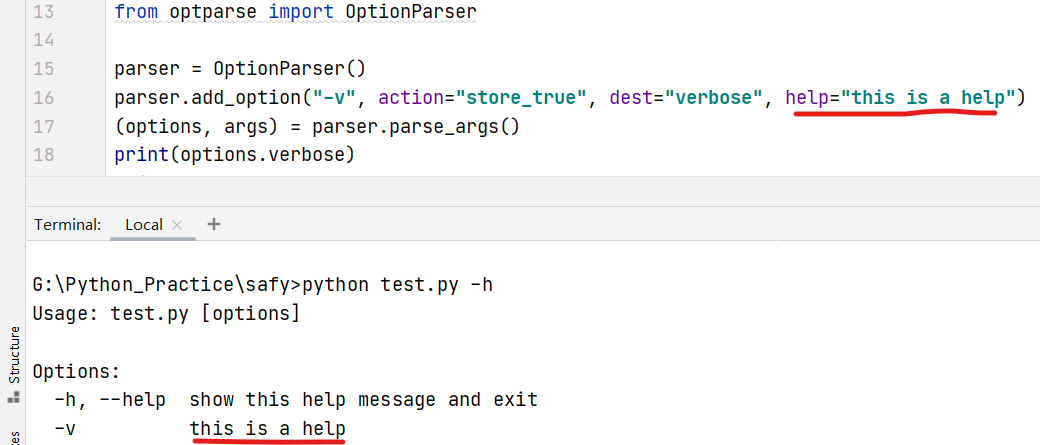 13 from optparse import OptionParser
14
15 parser = OptionParser()
16 parser.add_option("-v", action="store_true", dest="verbose", help="this is a help")
17 (options, args) = parser.parse_args()
18 print(options.verbose)
Terminal: Local × +
G:\Python_Practice\safy>python test.py -h
Usage: test.py [options]
Structure
Options:
-h, --help show this help message and exit
-v this is a help